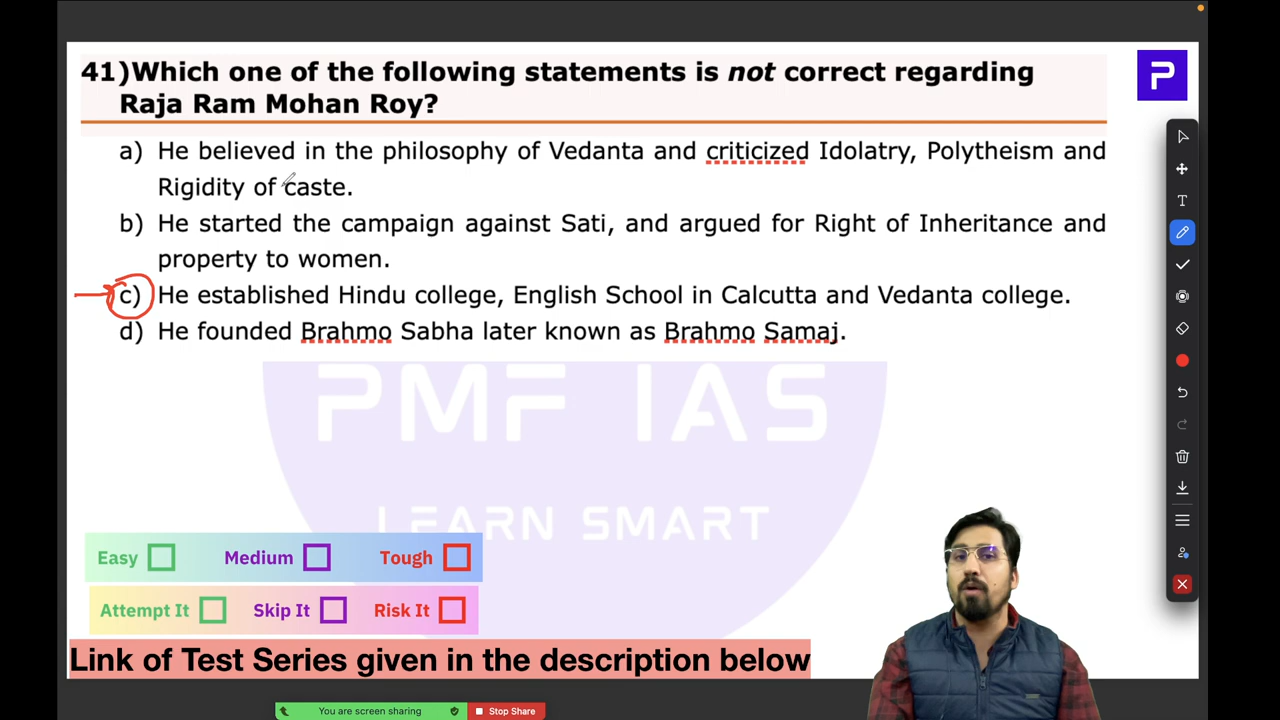 41)Which one of the following statements is not correct regarding
Raja Ram Mohan Roy?
P
a) He believed in the philosophy of Vedanta and criticized Idolatry, Polytheism and
Rigidity of caste.
b) He started the campaign against Sati, and argued for Right of Inheritance and
property to women.
c) He established Hindu college, English School in Calcutta and Vedanta college.
d) He founded Brahmo Sabha later known as Brahmo Samaj.
PMF IAS
LEARN SMART
Easy Medium Tough
Attempt It Skip It Risk It
Link of Test Series given in the description below
You are screen sharing Stop Share
T